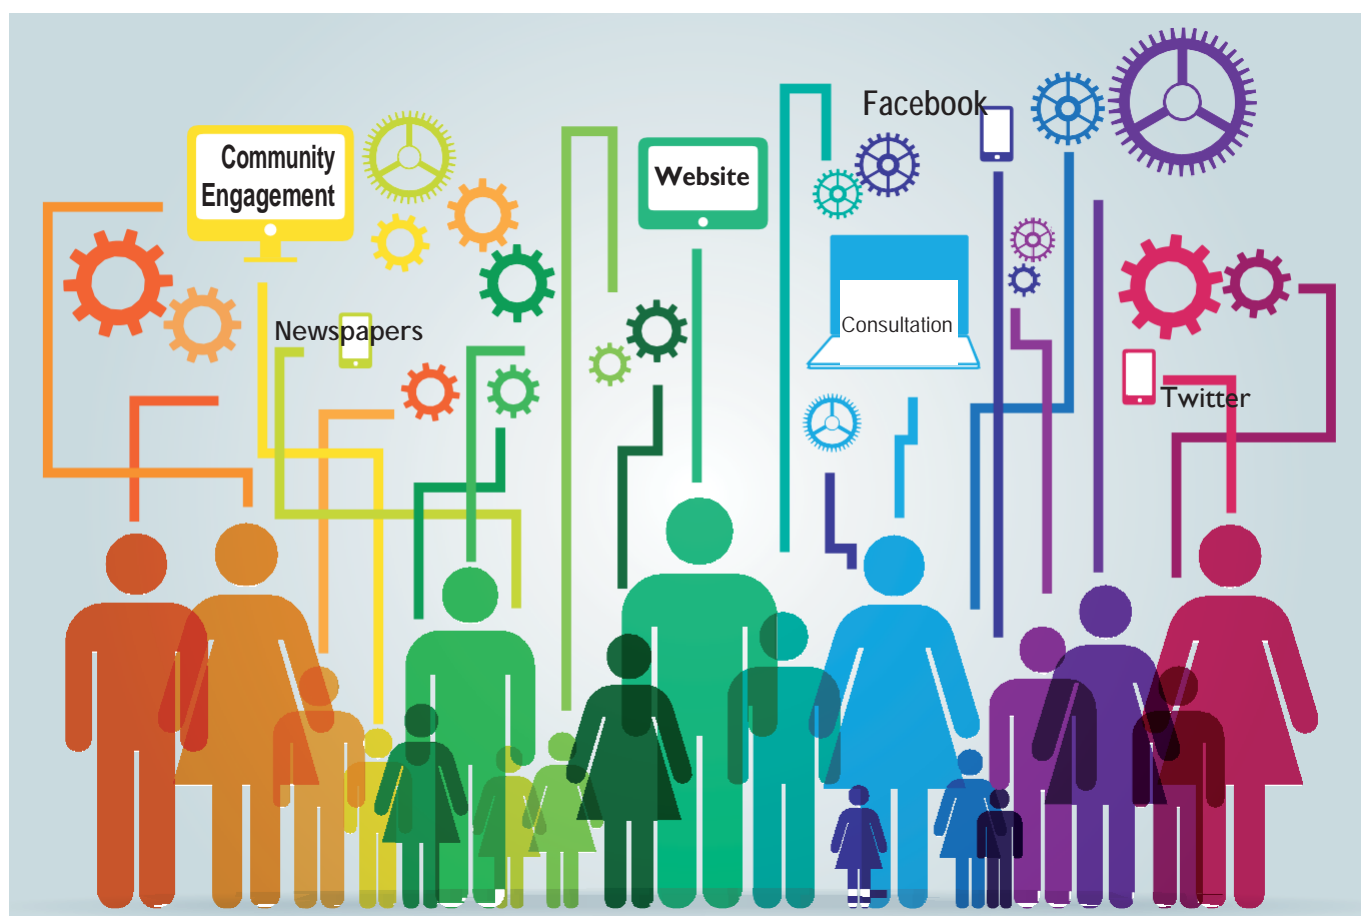 Facebook
Community
Engagement
Website
Newspapers
Consultation
Twitter